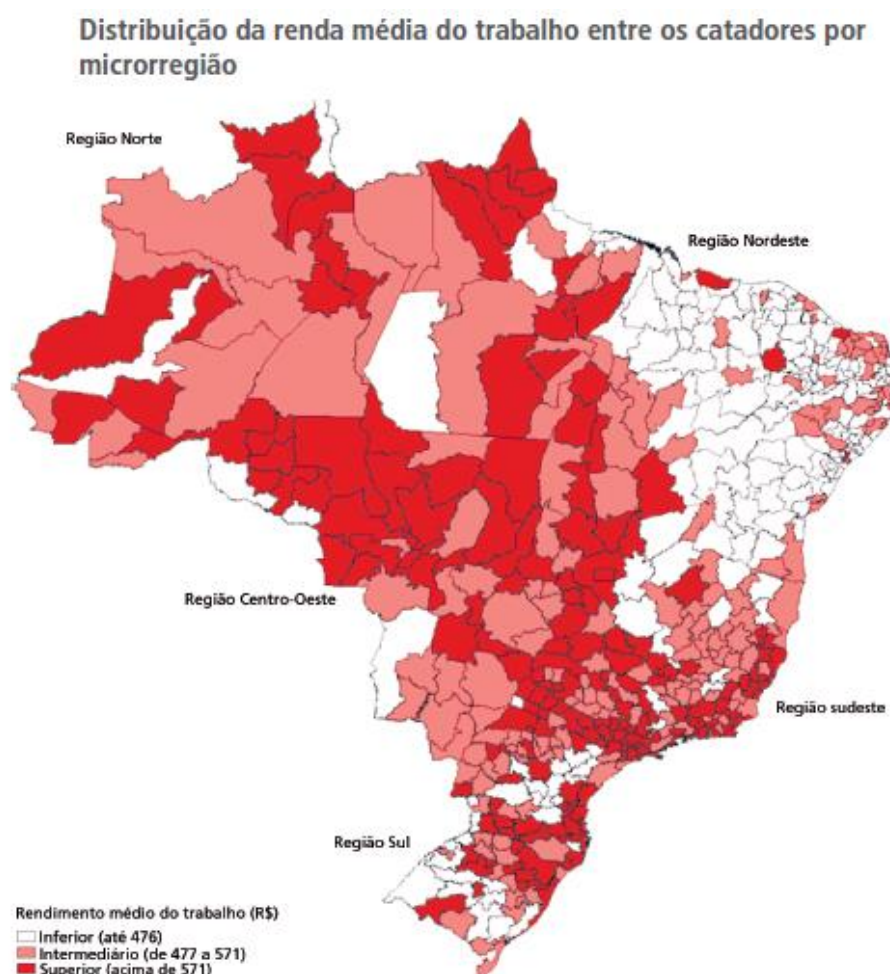 Distribuição da renda média do trabalho entre os catadores por
microrregião
Região Norte
Região Nordeste
Região Centro-Oeste
Região sudeste
Região Sul
Rendimento médio do trabalho (R$)
Inferior (até 476)
Intermediário (de 477 a 571)
Superior (acima de 571)